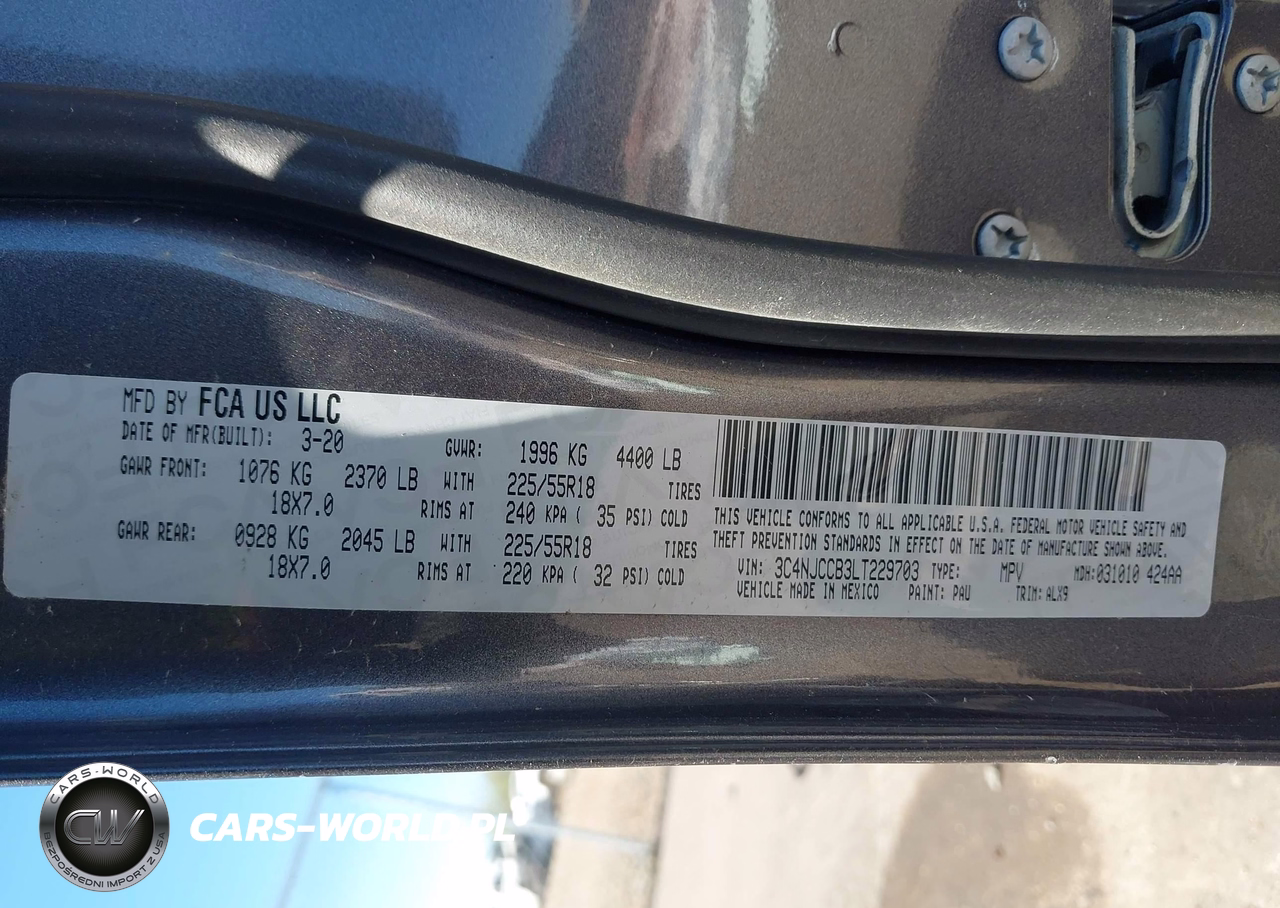 MFD BY FCA US LLC
DATE OF MFR(BUILT): 3-20 GVWR: 1996 KG 4400 LB
GAWR FRONT: 1076 KG 2370 LB WITH 225/55R18 TIRES
18X7.0 RIMS AT 240 KPA ( 35 PSI) COLD
GAWR REAR: 0928 KG 2045 LB WITH 225/55R18 TIRES
18X7.0 RIMS AT 220 KPA ( 32 PSI) COLD
THIS VEHICLE CONFORMS TO ALL APPLICABLE U.S.A. FEDERAL MOTOR VEHICLE SAFETY AND
THEFT PREVENTION STANDARDS IN EFFECT ON THE DATE OF MANUFACTURE SHOWN ABOVE.
VIN: 3C4NJCCB3LT229703 TYPE: MPV MDH:031010 424AA
VEHICLE MADE IN MEXICO PAINT: PAU TRIM: ALX9
CARS-WORLD
CW
BEZPOŚREDNI IMPORT Z USA
CARS-WORLD.PL